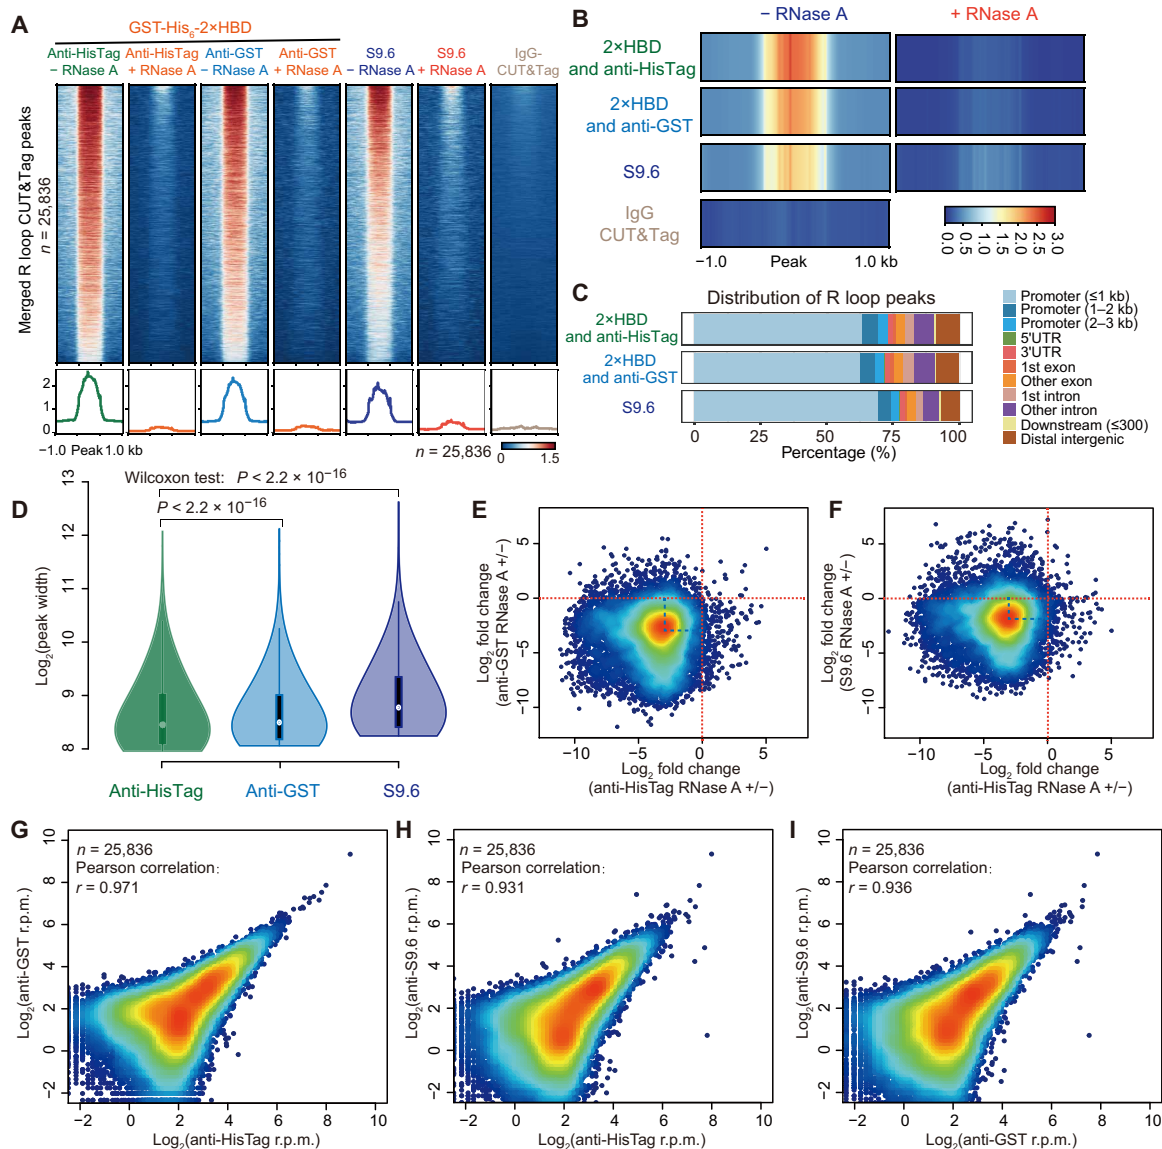 A
GST-His6-2×HBD
Anti-HisTag
− RNase A
Anti-HisTag
+ RNase A
Anti-GST
− RNase A
Anti-GST
+ RNase A
S9.6
− RNase A
S9.6
+ RNase A
IgG-
CUT&Tag
Merged R loop CUT&Tag peaks
n = 25,836
2
1
0
−1.0 Peak 1.0 kb
n = 25,836
0 1.5
B
− RNase A
+ RNase A
2×HBD
and anti-HisTag
2×HBD
and anti-GST
S9.6
IgG
CUT&Tag
−1.0 Peak 1.0 kb
0.0 0.5 1.0 1.5 2.0 2.5 3.0
C
Distribution of R loop peaks
2×HBD
and anti-HisTag
2×HBD
and anti-GST
S9.6
0 25 50 75 100
Percentage (%)
Promoter (≤1 kb)
Promoter (1–2 kb)
Promoter (2–3 kb)
5'UTR
3'UTR
1st exon
Other exon
1st intron
Other intron
Downstream (≤300)
Distal intergenic
D
Wilcoxon test: P < 2.2 × 10−16
P < 2.2 × 10−16
Log2(peak width)
13
12
11
10
9
8
Anti-HisTag
Anti-GST
S9.6
E
Log2 fold change
(anti-GST RNase A +/−)
5
0
−5
−10
−10 −5 0 5
Log2 fold change
(anti-HisTag RNase A +/−)
F
Log2 fold change
(S9.6 RNase A +/−)
5
0
−5
−10
−10 −5 0 5
Log2 fold change
(anti-HisTag RNase A +/−)
G
n = 25,836
Pearson correlation:
r = 0.971
Log2(anti-GST r.p.m.)
10
8
6
4
2
0
−2
−2 0 2 4 6 8 10
Log2(anti-HisTag r.p.m.)
H
n = 25,836
Pearson correlation:
r = 0.931
Log2(anti-S9.6 r.p.m.)
10
8
6
4
2
0
−2
−2 0 2 4 6 8 10
Log2(anti-HisTag r.p.m.)
I
n = 25,836
Pearson correlation:
r = 0.936
Log2(anti-S9.6 r.p.m.)
10
8
6
4
2
0
−2
−2 0 2 4 6 8 10
Log2(anti-GST r.p.m.)